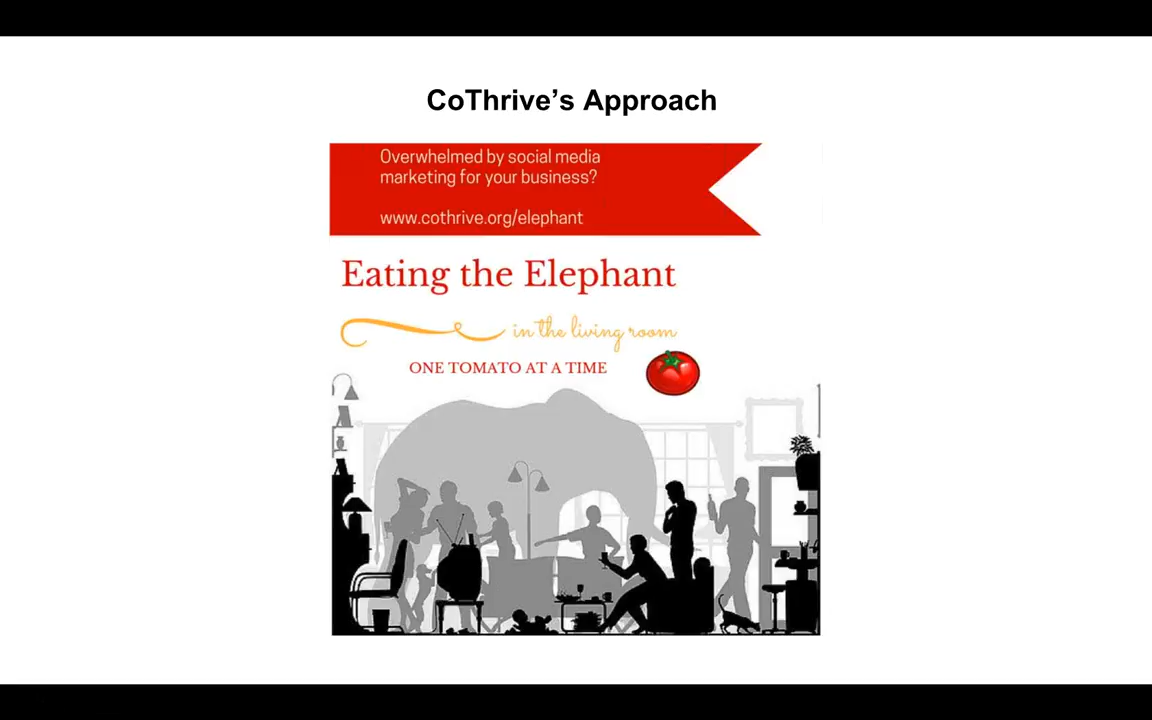 CoThrive’s Approach
Overwhelmed by social media
marketing for your business?
www.cothrive.org/elephant
Eating the Elephant
in the living room
ONE TOMATO AT A TIME